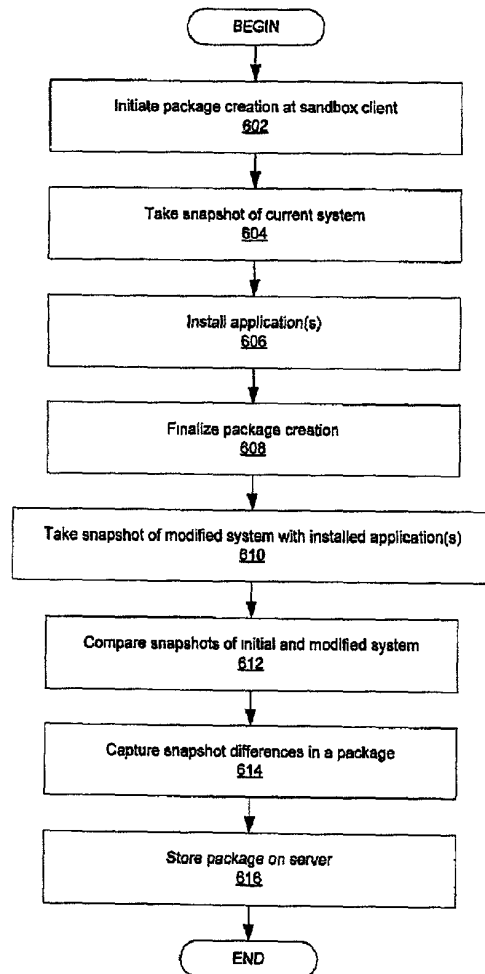 BEGIN
Initiate package creation at sandbox client
602
Take snapshot of current system
604
Install application(s)
606
Finalize package creation
608
Take snapshot of modified system with installed application(s)
610
Compare snapshots of initial and modified system
612
Capture snapshot differences in a package
614
Store package on server
616
END